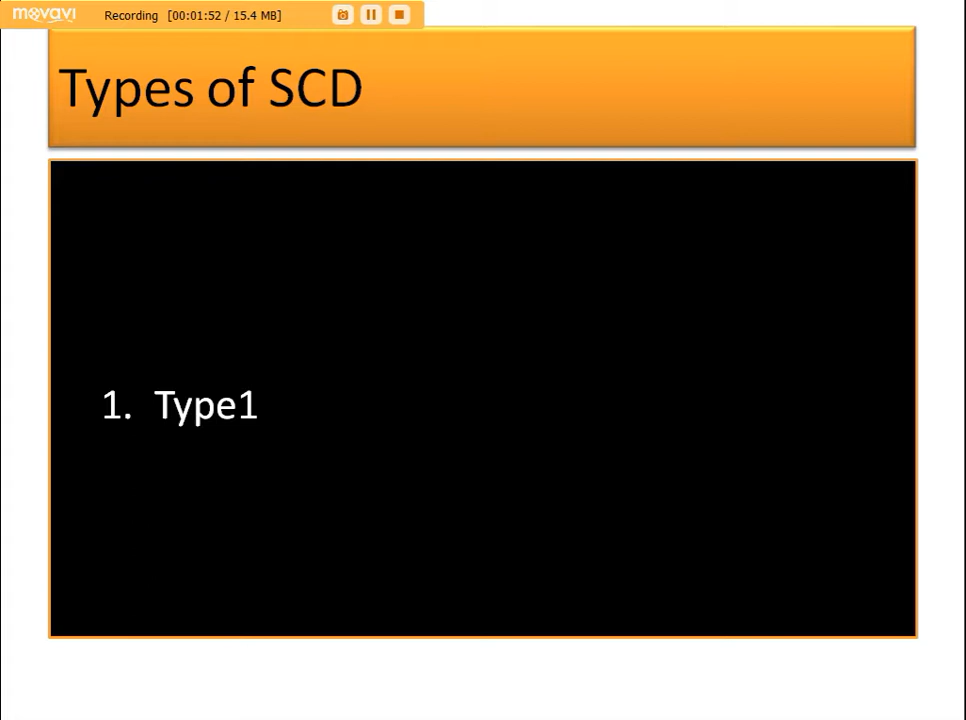 movavi Recording [00:01:52 / 15.4 MB]
Types of SCD
1. Type1